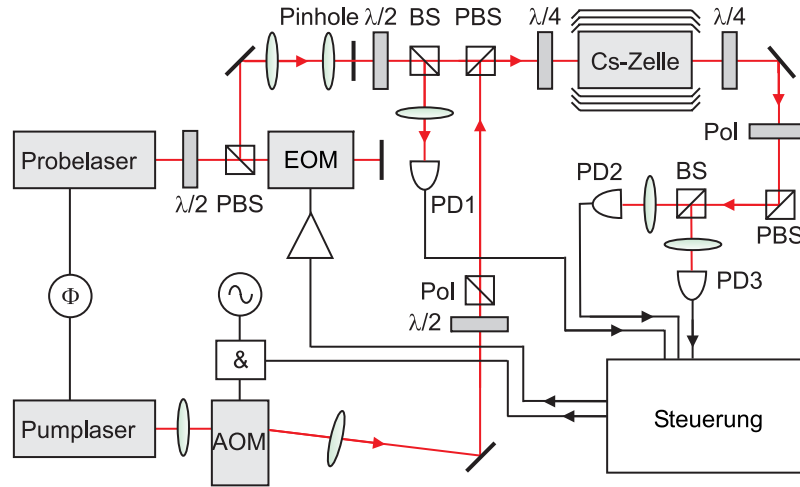 Pinhole λ/2 BS PBS λ/4 λ/4
Cs-Zelle
Pol
Probelaser
EOM
λ/2 PBS
PD1
PD2 BS
PBS
PD3
Φ
Pol
λ/2
&
Pumplaser
AOM
Steuerung